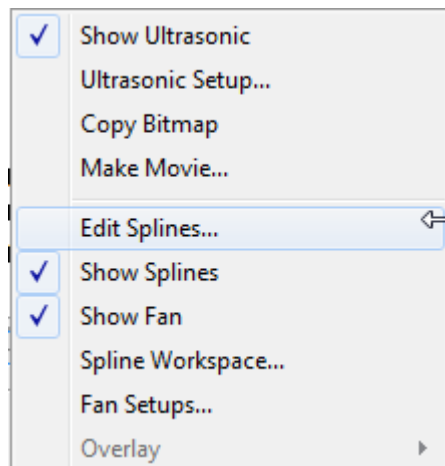 Show Ultrasonic
Ultrasonic Setup...
Copy Bitmap
Make Movie...
Edit Splines...
Show Splines
Show Fan
Spline Workspace...
Fan Setups...
Overlay